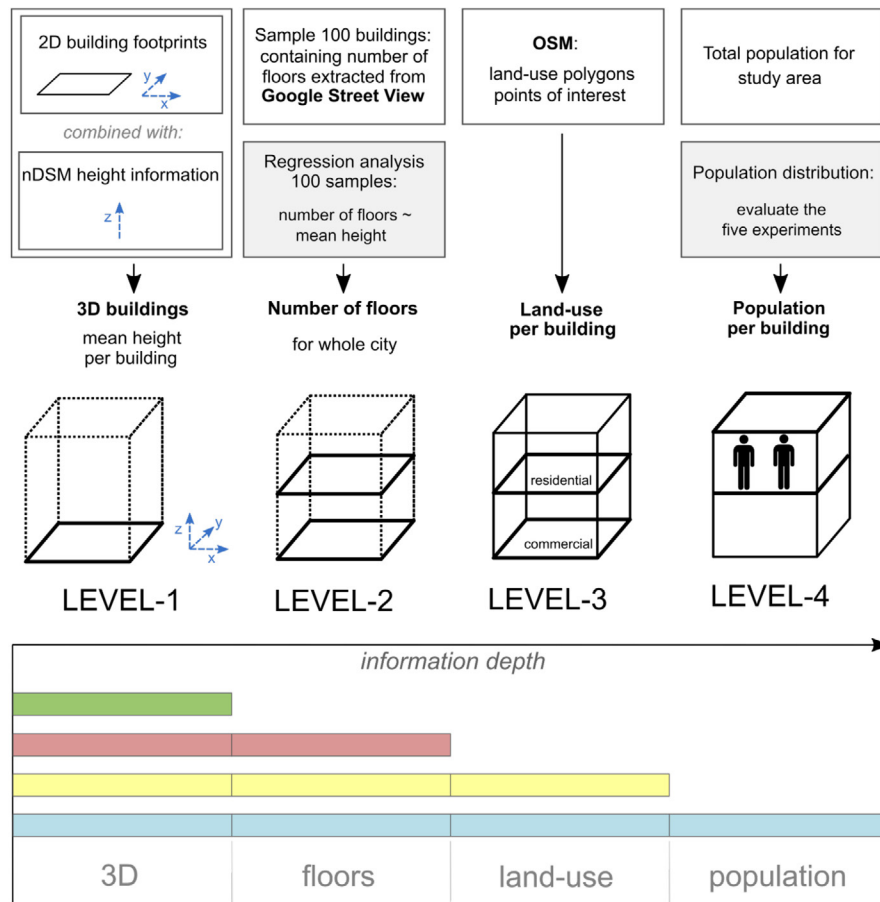 2D building footprints
y
x
combined with:
nDSM height information
z
3D buildings
mean height
per building
z
y
x
LEVEL-1
Sample 100 buildings:
containing number of
floors extracted from
Google Street View
Regression analysis
100 samples:
number of floors ~
mean height
Number of floors
for whole city
LEVEL-2
OSM:
land-use polygons
points of interest
Land-use
per building
residential
commercial
LEVEL-3
Total population for
study area
Population distribution:
evaluate the
five experiments
Population
per building
LEVEL-4
information depth
3D
floors
land-use
population